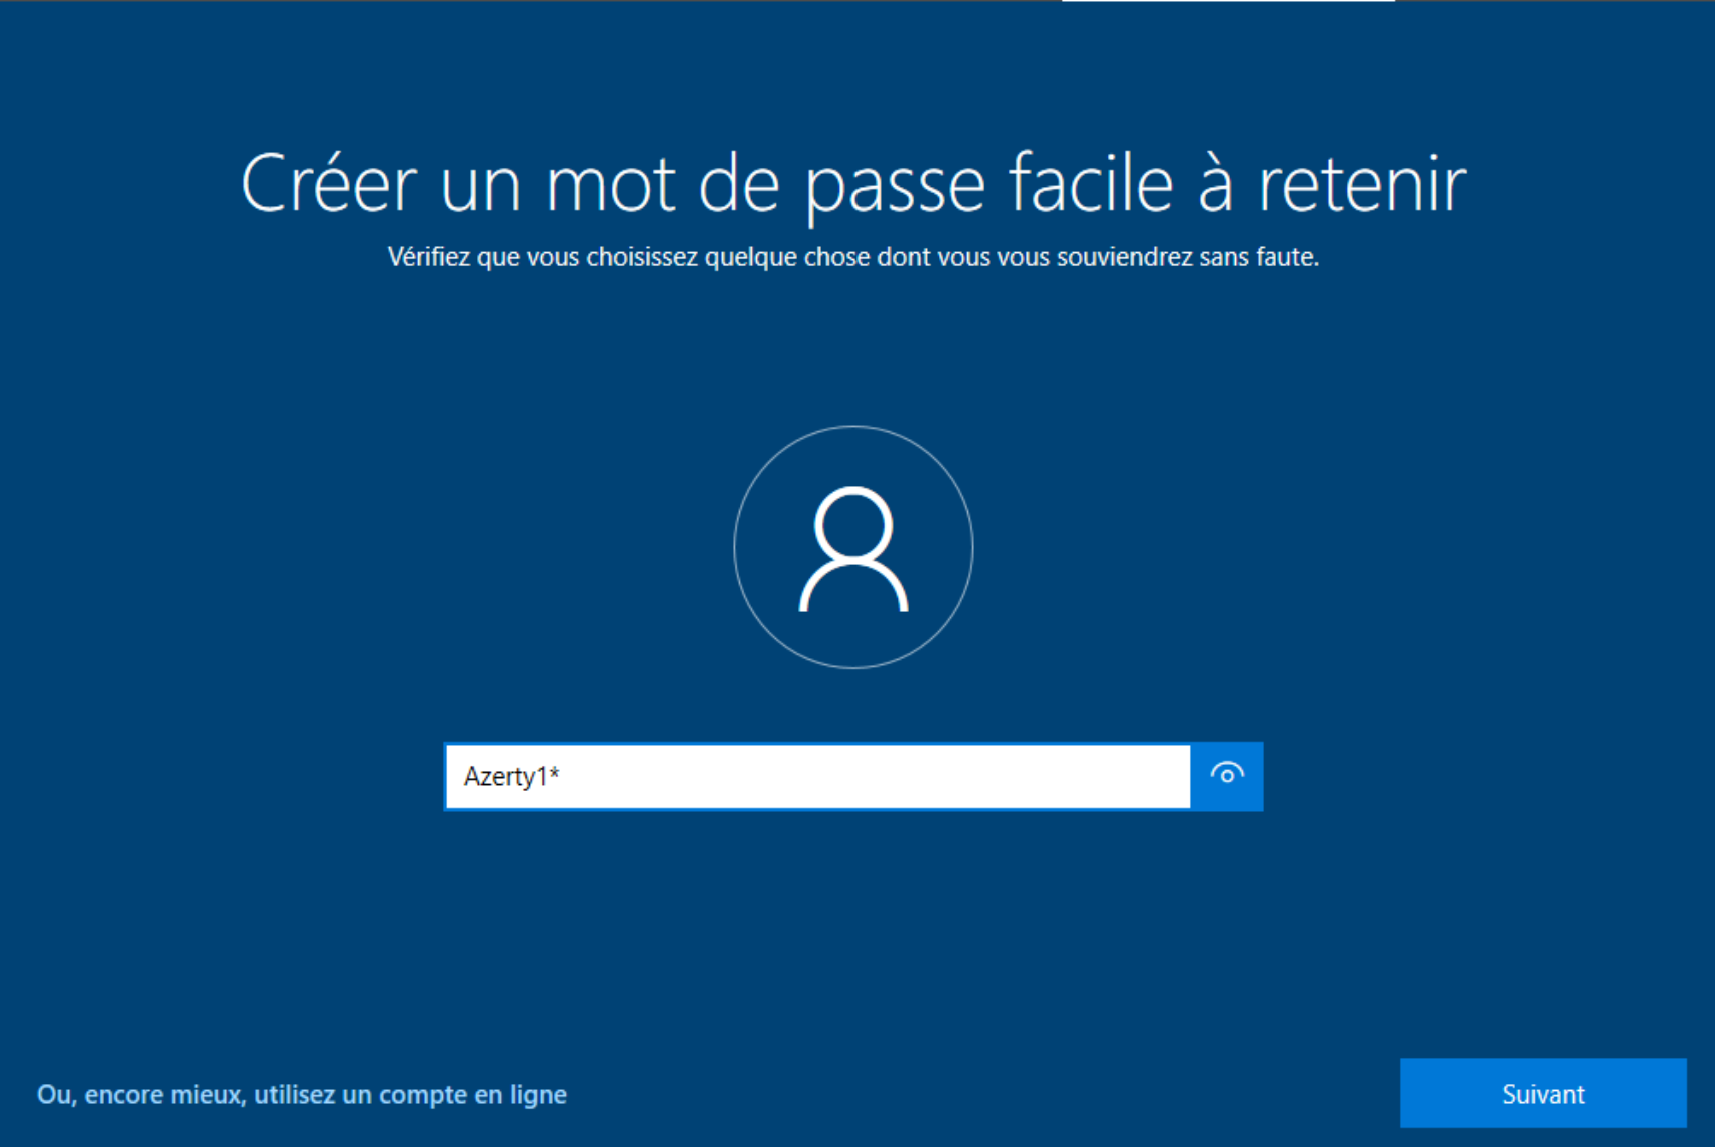 Créer un mot de passe facile à retenir
Vérifiez que vous choisissez quelque chose dont vous vous souviendrez sans faute.
Azerty1*
Ou, encore mieux, utilisez un compte en ligne
Suivant